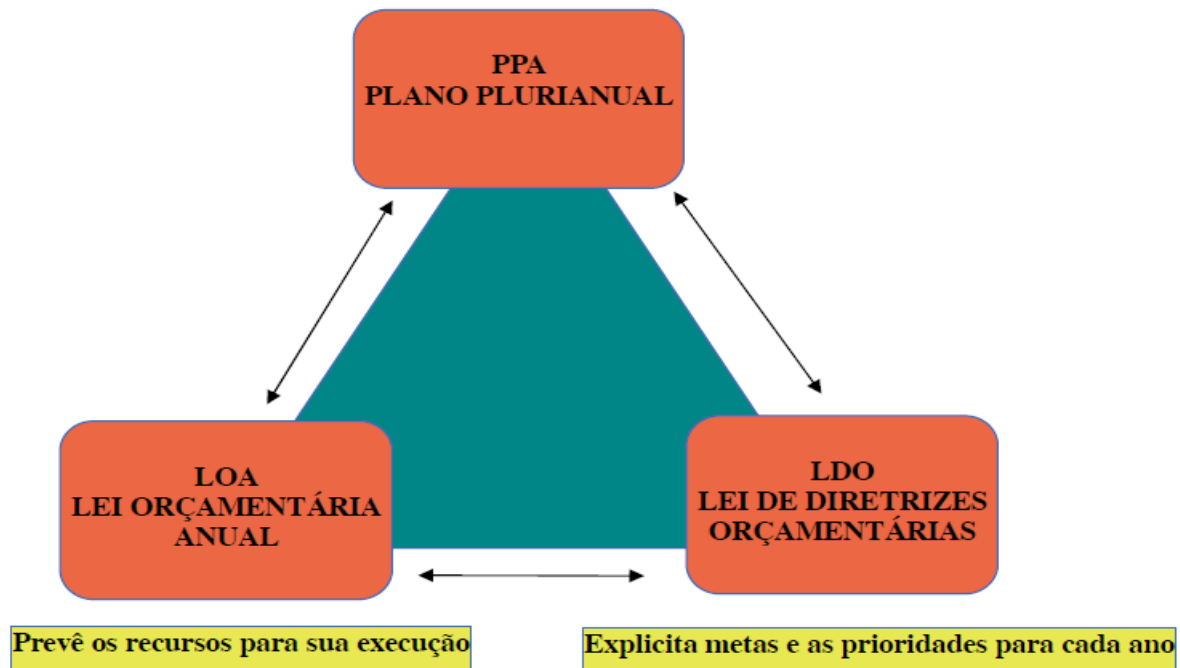 PPA
PLANO PLURIANUAL
LOA
LEI ORÇAMENTÁRIA
ANUAL
LDO
LEI DE DIRETRIZES
ORÇAMENTÁRIAS
Prevê os recursos para sua execução
Explicita metas e as prioridades para cada ano